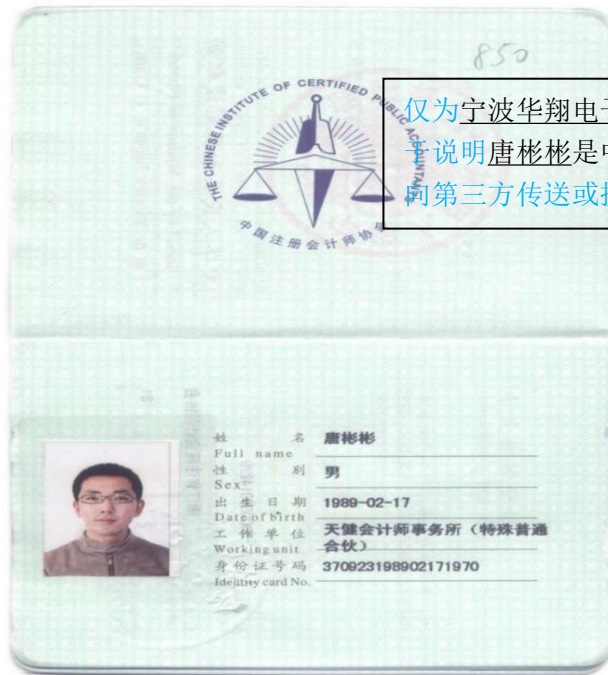 850
THE CHINESE INSTITUTE OF CERTIFIED PUBLIC ACCOUNTANTS
中国注册会计师协会
仅为宁波华翔电子
于说明唐彬彬是中
向第三方传送或披
姓 名 唐彬彬
Full name
性 别 男
Sex
出生日期 1989-02-17
Date of birth
工作单位 天健会计师事务所（特殊普通
Working unit 合伙）
身份证号码 370923198902171970
Identity card No.